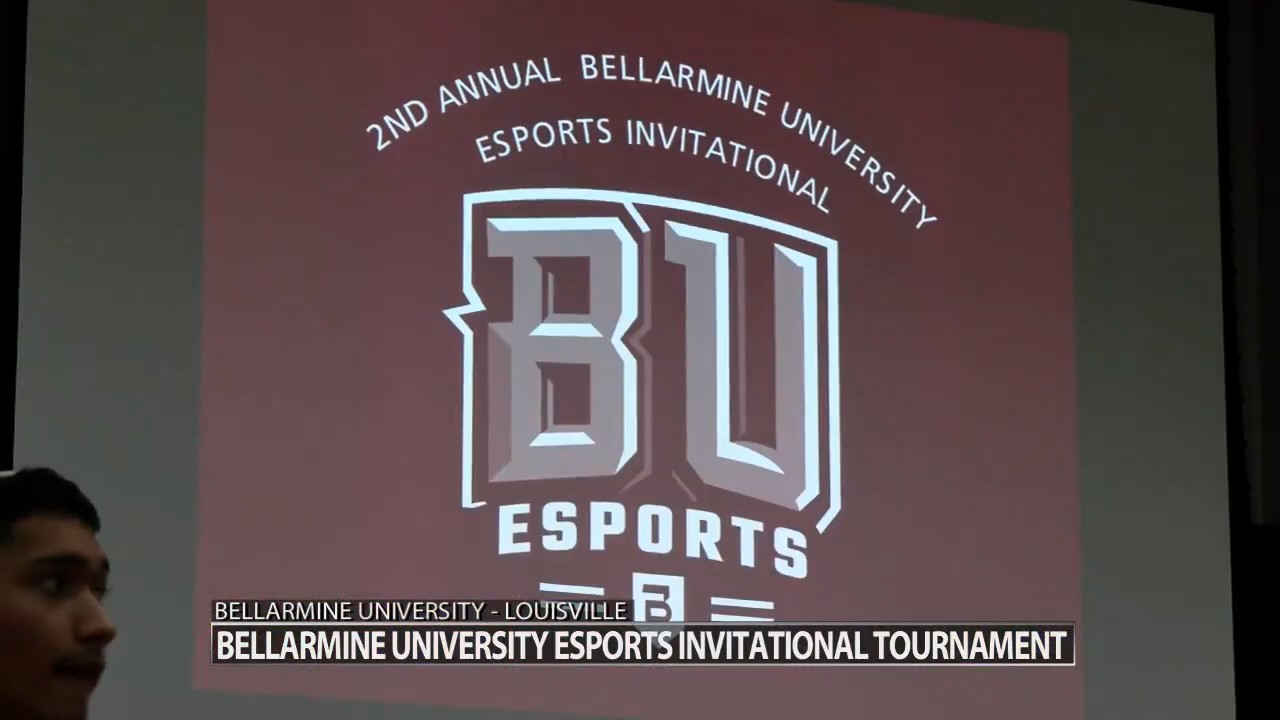 2ND ANNUAL BELLARMINE UNIVERSITY
ESPORTS INVITATIONAL
BU
ESPORTS
B
BELLARMINE UNIVERSITY - LOUISVILLE
BELLARMINE UNIVERSITY ESPORTS INVITATIONAL TOURNAMENT